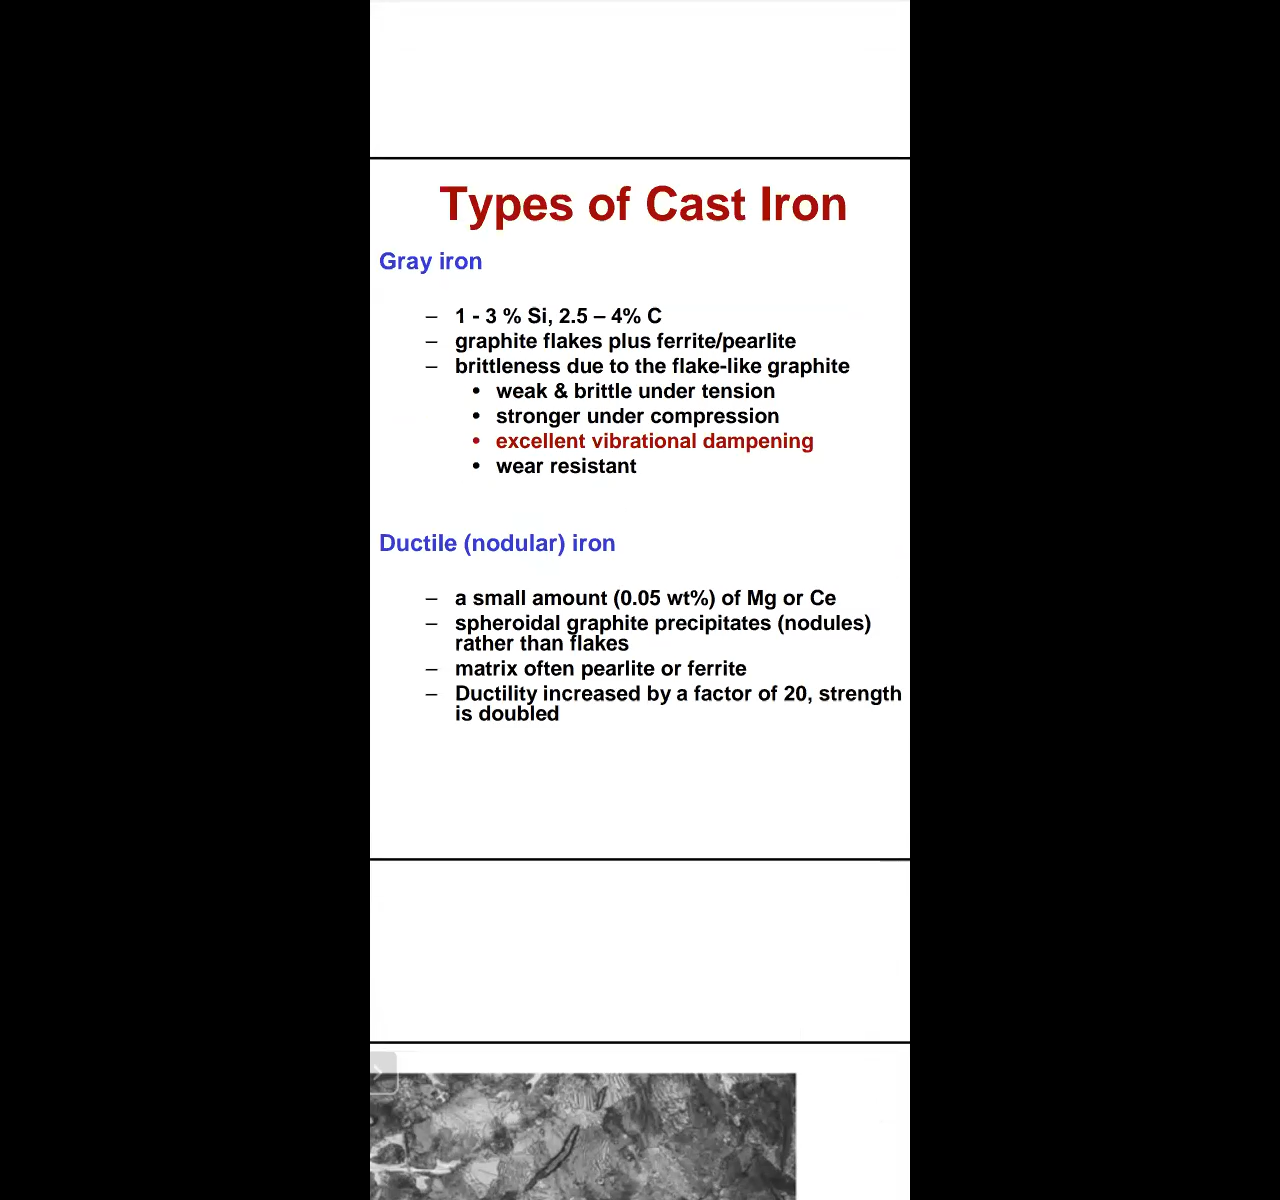 Types of Cast Iron
Gray iron
– 1 - 3 % Si, 2.5 – 4% C
– graphite flakes plus ferrite/pearlite
– brittleness due to the flake-like graphite
• weak & brittle under tension
• stronger under compression
• excellent vibrational dampening
• wear resistant
Ductile (nodular) iron
– a small amount (0.05 wt%) of Mg or Ce
– spheroidal graphite precipitates (nodules)
rather than flakes
– matrix often pearlite or ferrite
– Ductility increased by a factor of 20, strength
is doubled